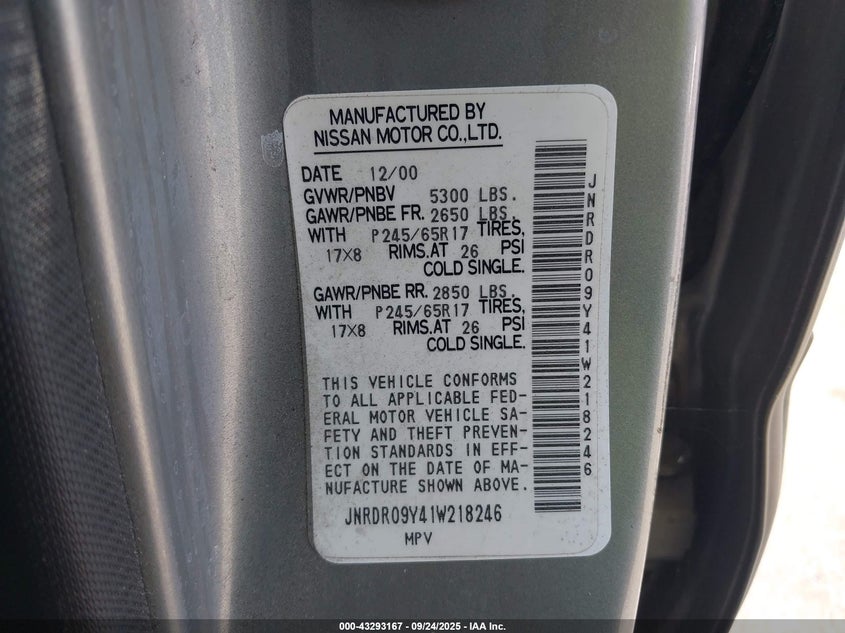 MANUFACTURED BY
NISSAN MOTOR CO.,LTD.
DATE 12/00
GVWR/PNBV 5300 LBS.
GAWR/PNBE FR. 2650 LBS.
WITH P245/65R17 TIRES,
17X8 RIMS.AT 26 PSI
COLD SINGLE.
GAWR/PNBE RR. 2850 LBS.
WITH P245/65R17 TIRES,
17X8 RIMS.AT 26 PSI
COLD SINGLE.
THIS VEHICLE CONFORMS
TO ALL APPLICABLE FED-
ERAL MOTOR VEHICLE SA-
FETY AND THEFT PREVEN-
TION STANDARDS IN EFF-
ECT ON THE DATE OF MA-
NUFACTURE SHOWN ABOVE.
JNRDR09Y41W218246
MPV
JNRDR09Y41W218246
000-43293167 - 09/24/2025 - IAA Inc.